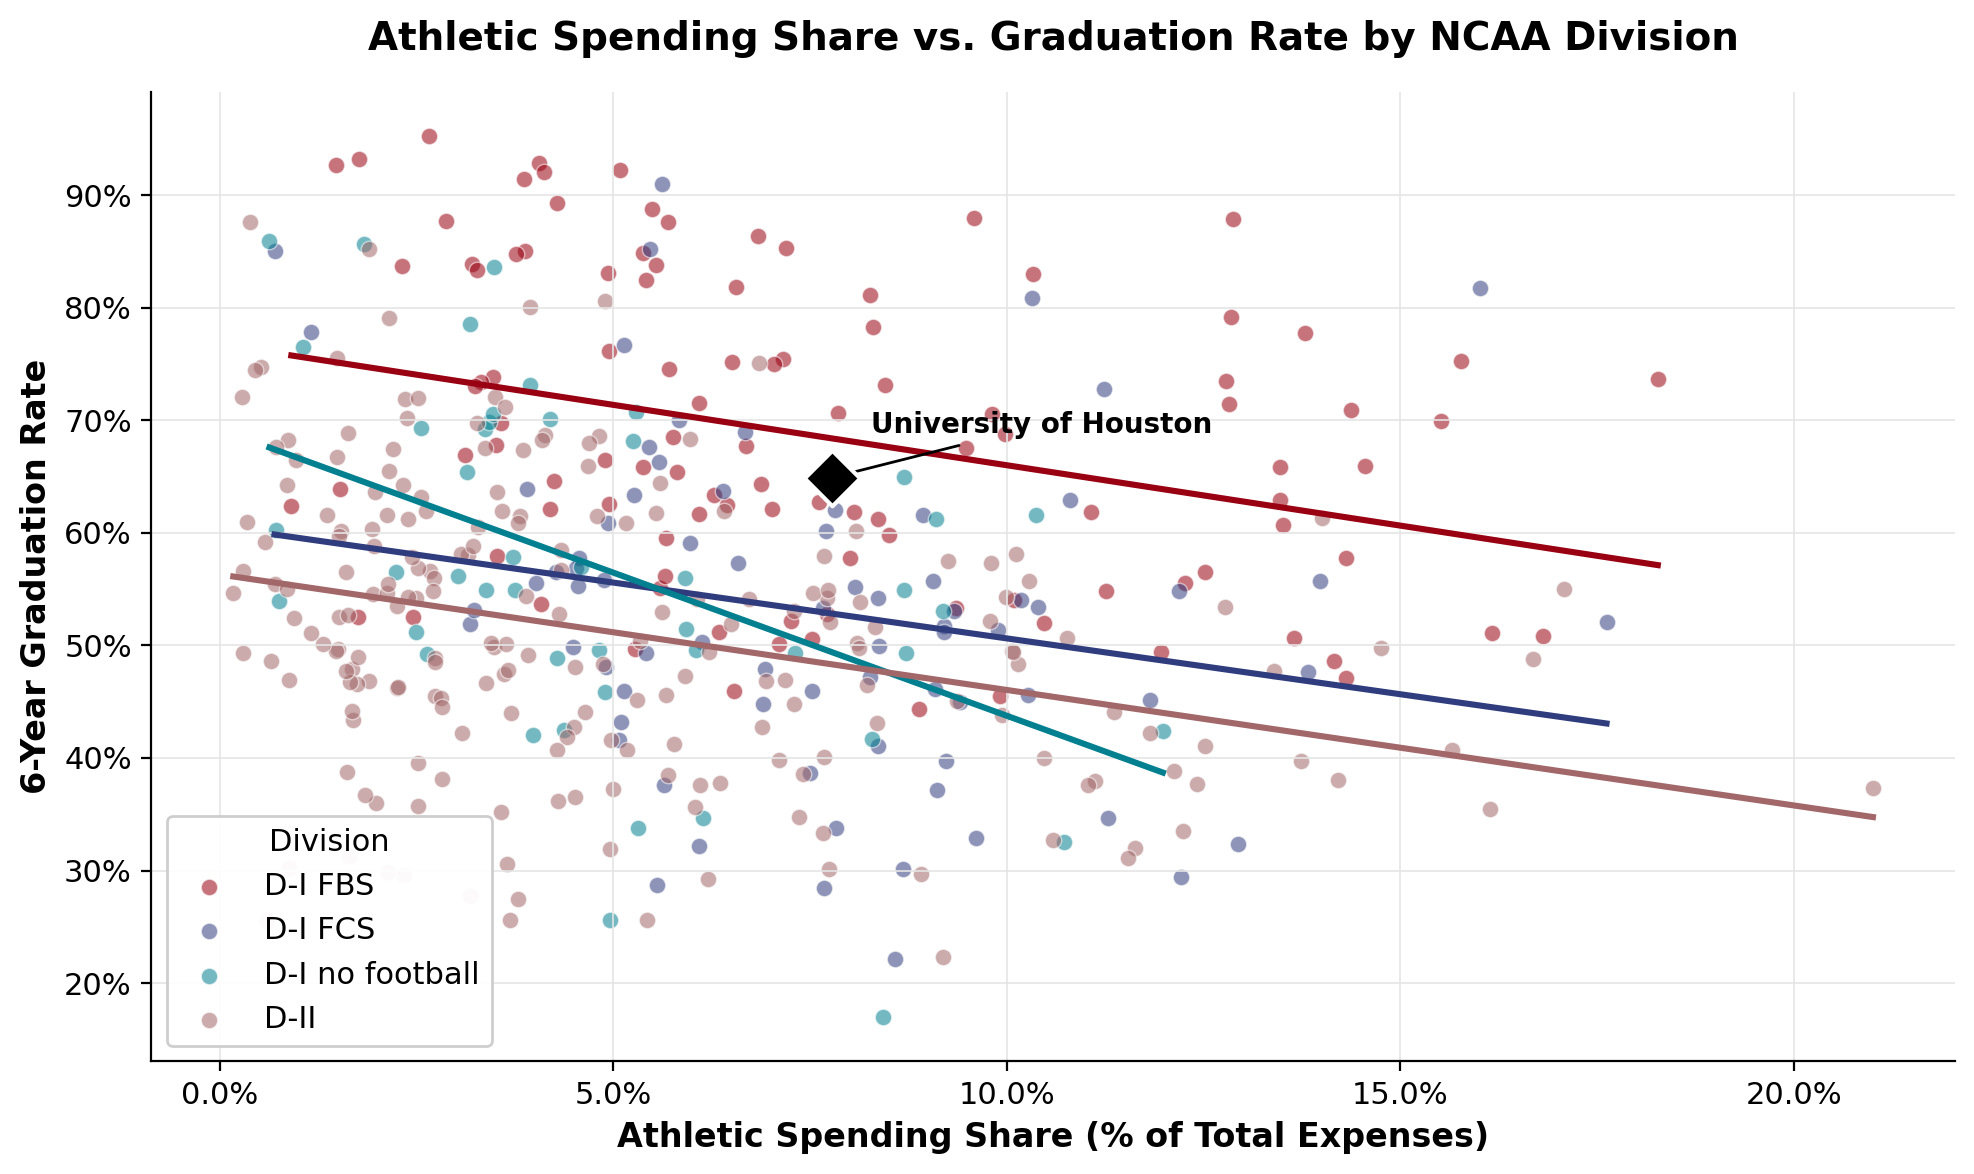 Athletic Spending Share vs. Graduation Rate by NCAA Division
6-Year Graduation Rate
90%
80%
70%
60%
50%
40%
30%
20%
University of Houston
Division
D-I FBS
D-I FCS
D-I no football
D-II
0.0%
5.0%
10.0%
15.0%
20.0%
Athletic Spending Share (% of Total Expenses)